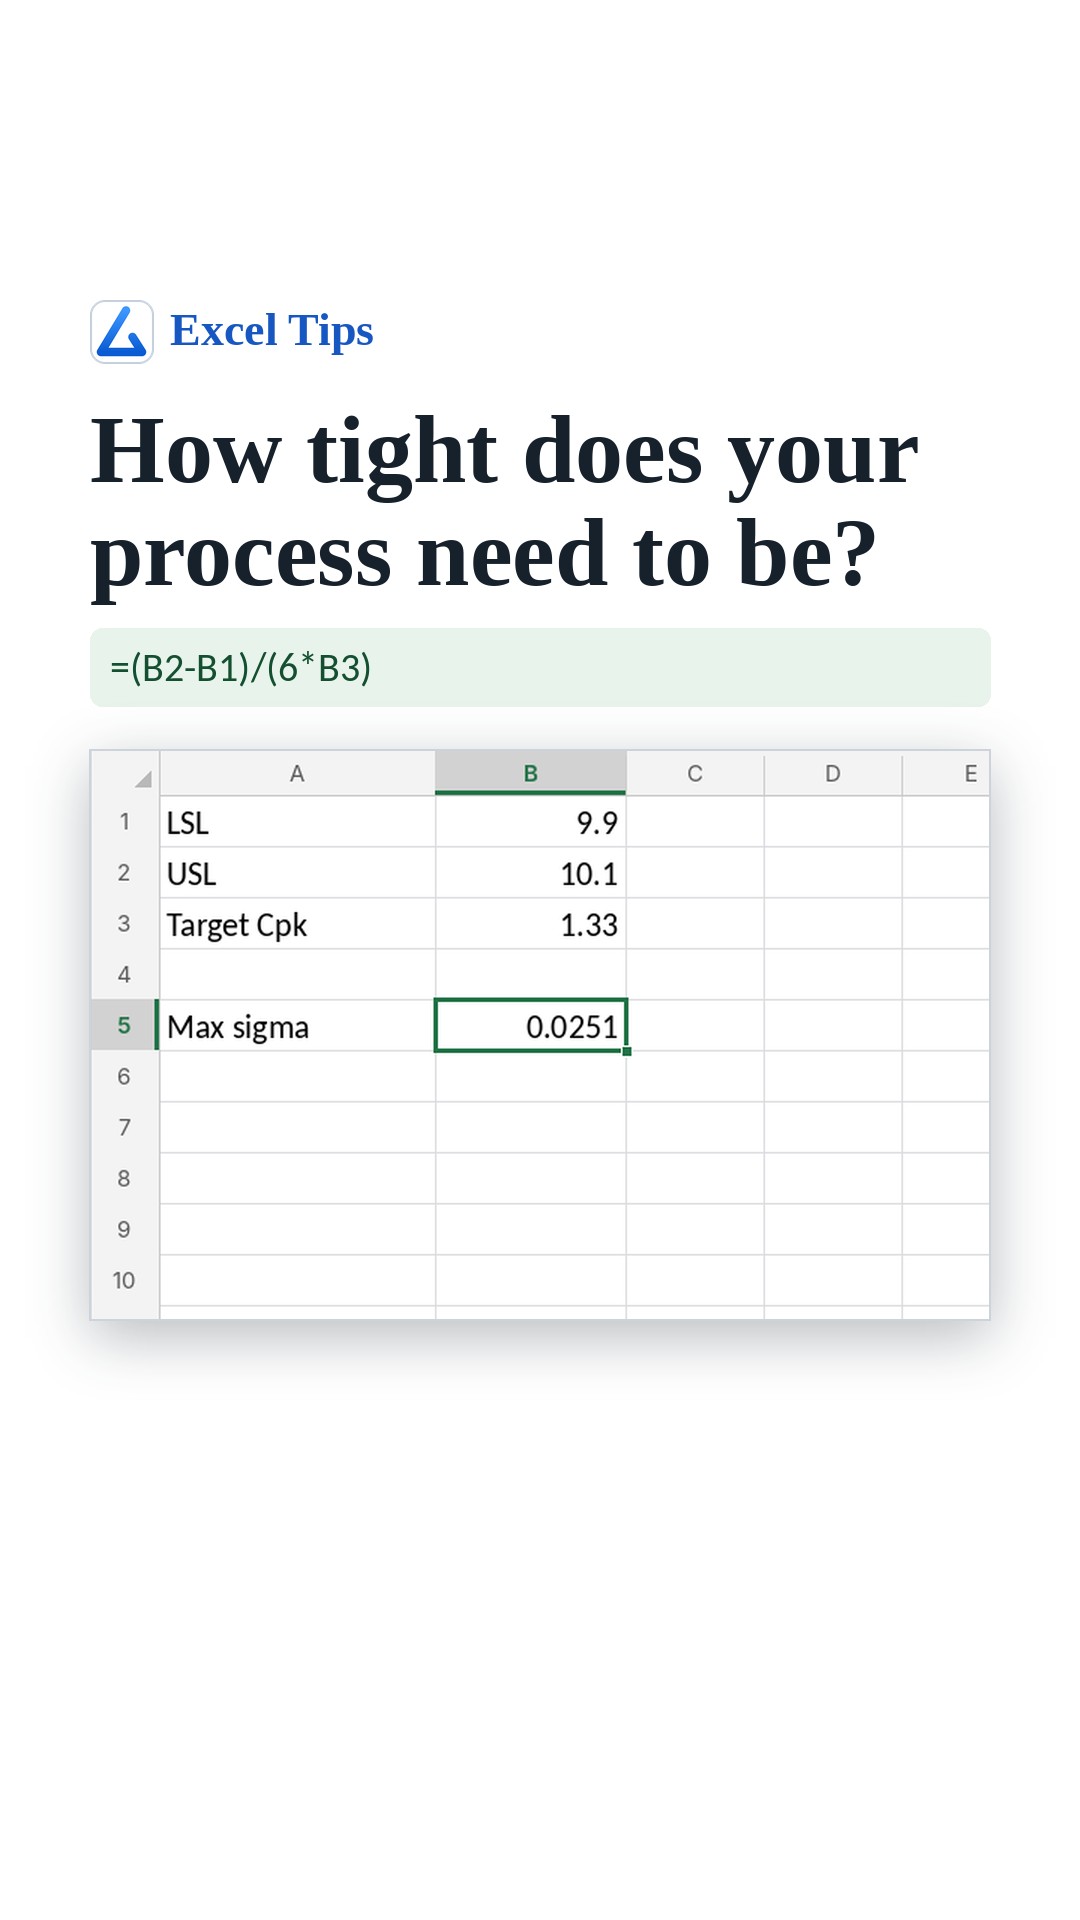 Excel Tips
How tight does your
process need to be?
=(B2-B1)/(6*B3)
A B C D E
1 LSL 9.9
2 USL 10.1
3 Target Cpk 1.33
4
5 Max sigma 0.0251
6
7
8
9
10